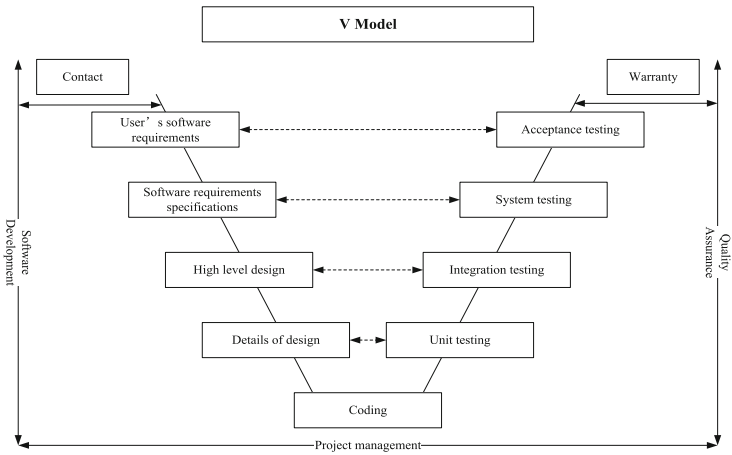 V Model
Contact
Warranty
User’s software
requirements
Acceptance testing
Software requirements
specifications
System testing
Software
Development
Quality
Assurance
High level design
Integration testing
Details of design
Unit testing
Coding
Project management